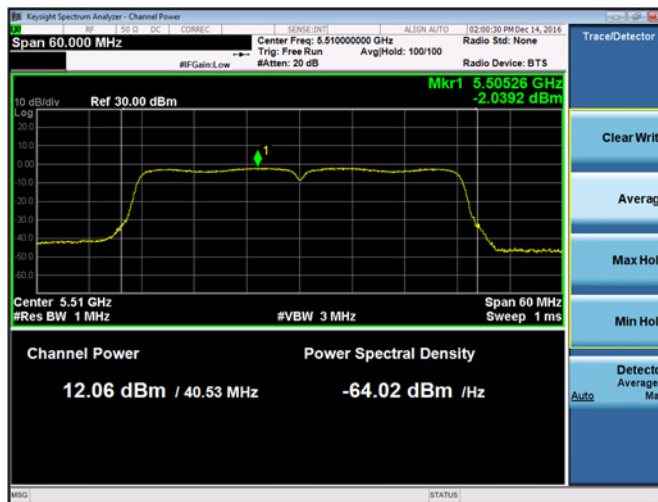 Keysight Spectrum Analyzer - Channel Power
RF 50 Ω DC CORREC SENSE:INT ALIGN AUTO 02:00:30 PM Dec 14, 2016
Span 60.000 MHz
Center Freq: 5.510000000 GHz Radio Std: None
Trig: Free Run Avg|Hold: 100/100
#IFGain:Low #Atten: 20 dB Radio Device: BTS
Trace/Detector
Mkr1 5.50526 GHz
-2.0392 dBm
10 dB/div Ref 30.00 dBm
Log
20.0
10.0
0.00
-10.0
-20.0
-30.0
-40.0
-50.0
-60.0
1
Center 5.51 GHz Span 60 MHz
#Res BW 1 MHz #VBW 3 MHz Sweep 1 ms
Channel Power Power Spectral Density
12.06 dBm / 40.53 MHz -64.02 dBm /Hz
Clear Writ
Averag
Max Hol
Min Hol
Detecto
Average
Auto Ma
MSG STATUS